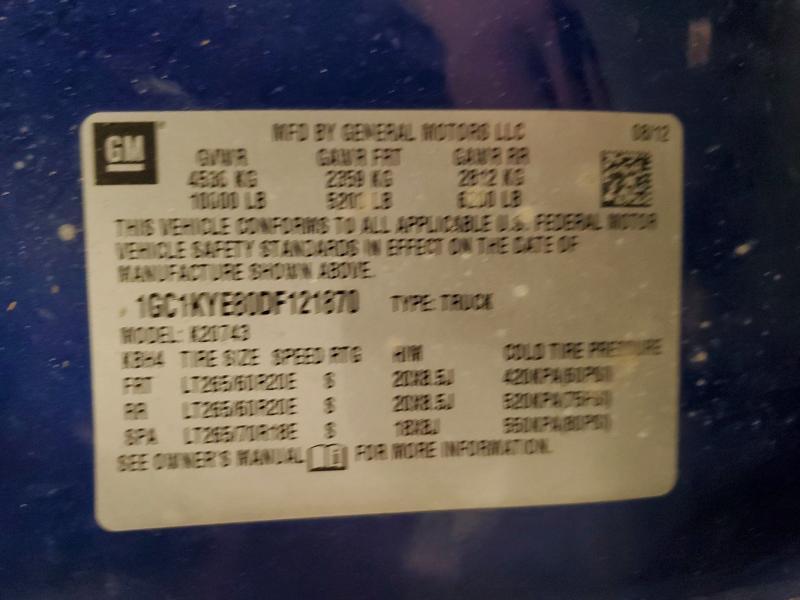 GM
MFD BY GENERAL MOTORS LLC 08/12
GVWR GAWR FRT GAWR RR
4536 KG 2359 KG 2812 KG
10000 LB 5200 LB 6200 LB
THIS VEHICLE CONFORMS TO ALL APPLICABLE U.S. FEDERAL MOTOR
VEHICLE SAFETY STANDARDS IN EFFECT ON THE DATE OF
MANUFACTURE SHOWN ABOVE.
1GC1KYE80DF121870 TYPE: TRUCK
MODEL: K20743
KBH4 TIRE SIZE SPEED RTG RIM COLD TIRE PRESSURE
FRT LT265/60R20E S 20X8.5J 420KPA(60PSI)
RR LT265/60R20E S 20X8.5J 520KPA(75PSI)
SPA LT265/70R18E S 18X8J 550KPA(80PSI)
SEE OWNER'S MANUAL FOR MORE INFORMATION.